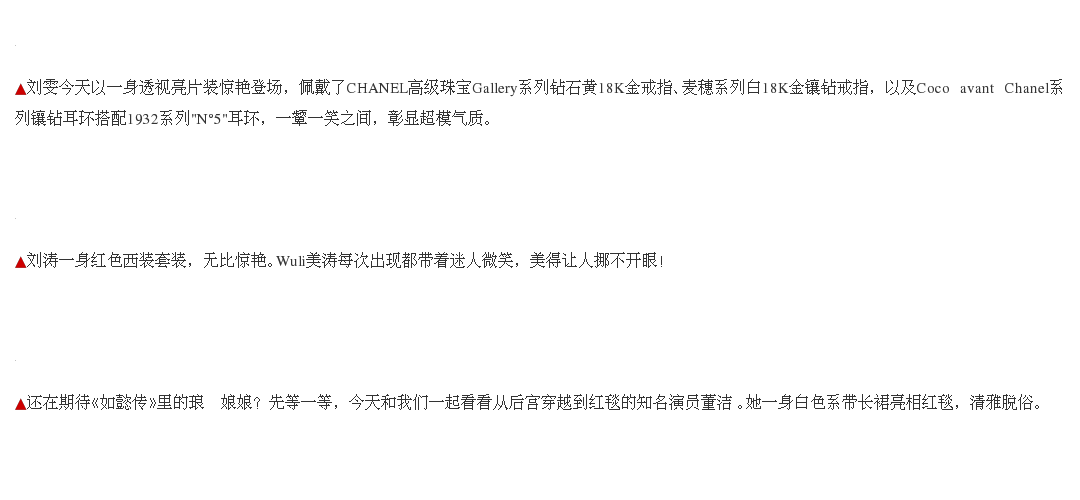 ▲刘雯今天以一身透视亮片装惊艳登场，佩戴了CHANEL高级珠宝Gallery系列钻石黄18K金戒指、麦穗系列白18K金镶钻戒指，以及Coco avant Chanel系
列镶钻耳环搭配1932系列"N°5"耳环，一颦一笑之间，彰显超模气质。
▲刘涛一身红色西装套装，无比惊艳。Wuli美涛每次出现都带着迷人微笑，美得让人挪不开眼！
▲还在期待《如懿传》里的琅 娘娘？先等一等，今天和我们一起看看从后宫穿越到红毯的知名演员董洁 。她一身白色系带长裙亮相红毯，清雅脱俗。